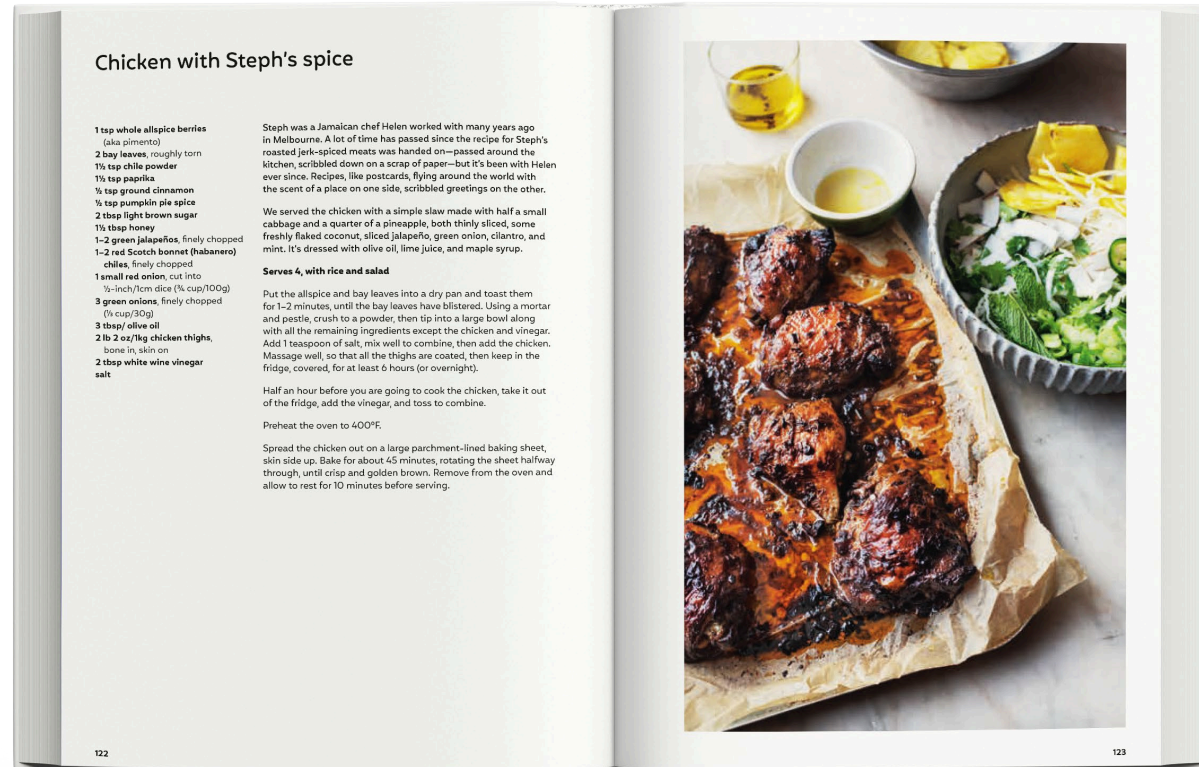 Chicken with Steph's spice
1 tsp whole allspice berries
(aka pimento)
2 bay leaves, roughly torn
1½ tsp chile powder
1½ tsp paprika
½ tsp ground cinnamon
½ tsp pumpkin pie spice
2 tbsp light brown sugar
1½ tbsp honey
1–2 green jalapeños, finely chopped
1–2 red Scotch bonnet (habanero)
chiles, finely chopped
1 small red onion, cut into
½-inch/1cm dice (¾ cup/100g)
3 green onions, finely chopped
(⅓ cup/30g)
3 tbsp/ olive oil
2 lb 2 oz/1kg chicken thighs,
bone in, skin on
2 tbsp white wine vinegar
salt
Steph was a Jamaican chef Helen worked with many years ago
in Melbourne. A lot of time has passed since the recipe for Steph's
roasted jerk-spiced meats was handed on—passed around the
kitchen, scribbled down on a scrap of paper—but it's been with Helen
ever since. Recipes, like postcards, flying around the world with
the scent of a place on one side, scribbled greetings on the other.
We served the chicken with a simple slaw made with half a small
cabbage and a quarter of a pineapple, both thinly sliced, some
freshly flaked coconut, sliced jalapeño, green onion, cilantro, and
mint. It's dressed with olive oil, lime juice, and maple syrup.
Serves 4, with rice and salad
Put the allspice and bay leaves into a dry pan and toast them
for 1–2 minutes, until the bay leaves have blistered. Using a mortar
and pestle, crush to a powder, then tip into a large bowl along
with all the remaining ingredients except the chicken and vinegar.
Add 1 teaspoon of salt, mix well to combine, then add the chicken.
Massage well, so that all the thighs are coated, then keep in the
fridge, covered, for at least 6 hours (or overnight).
Half an hour before you are going to cook the chicken, take it out
of the fridge, add the vinegar, and toss to combine.
Preheat the oven to 400°F.
Spread the chicken out on a large parchment-lined baking sheet,
skin side up. Bake for about 45 minutes, rotating the sheet halfway
through, until crisp and golden brown. Remove from the oven and
allow to rest for 10 minutes before serving.
122
123